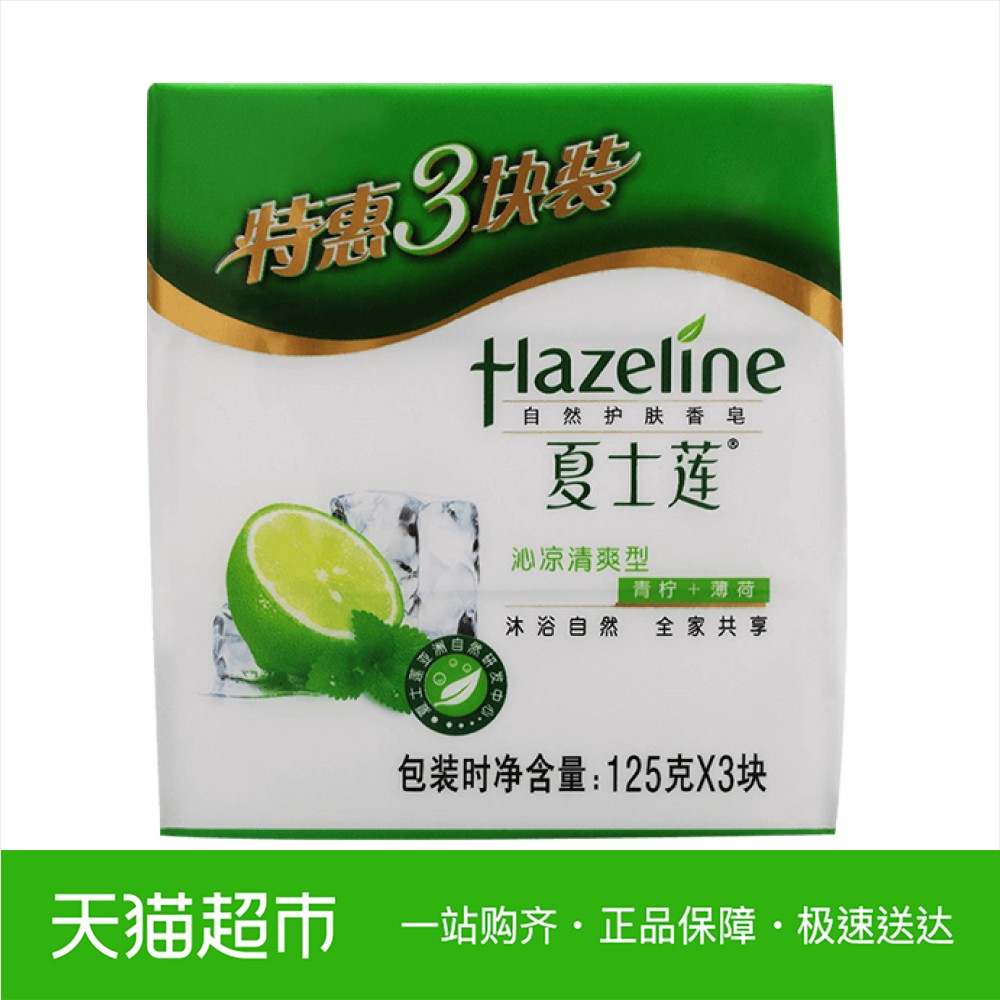 特惠3块装
Hazeline
自然护肤香皂
夏士莲®
沁凉清爽型
青柠+薄荷
沐浴自然 全家共享
夏士莲亚洲自然研发中心
包装时净含量:125克X3块
天猫超市 一站购齐·正品保障·极速送达